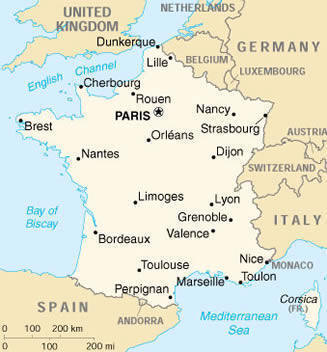 NETHERLANDS
UNITED
KINGDOM
Dunkerque
GERMANY
Lille
BELGIUM
English Channel
LUXEMBOURG
Cherbourg
Rouen
PARIS
Nancy
Strasbourg
Brest
Orléans
AUSTRIA
Dijon
Nantes
SWITZERLAND
Limoges
Lyon
Bay of
Biscay
Grenoble
ITALY
Valence
Bordeaux
Toulouse
Nice
MONACO
Marseille
Toulon
Perpignan
Corsica
(FR.)
SPAIN
ANDORRA
Mediterranean
Sea
0 100 200 km
0 100 200 mi